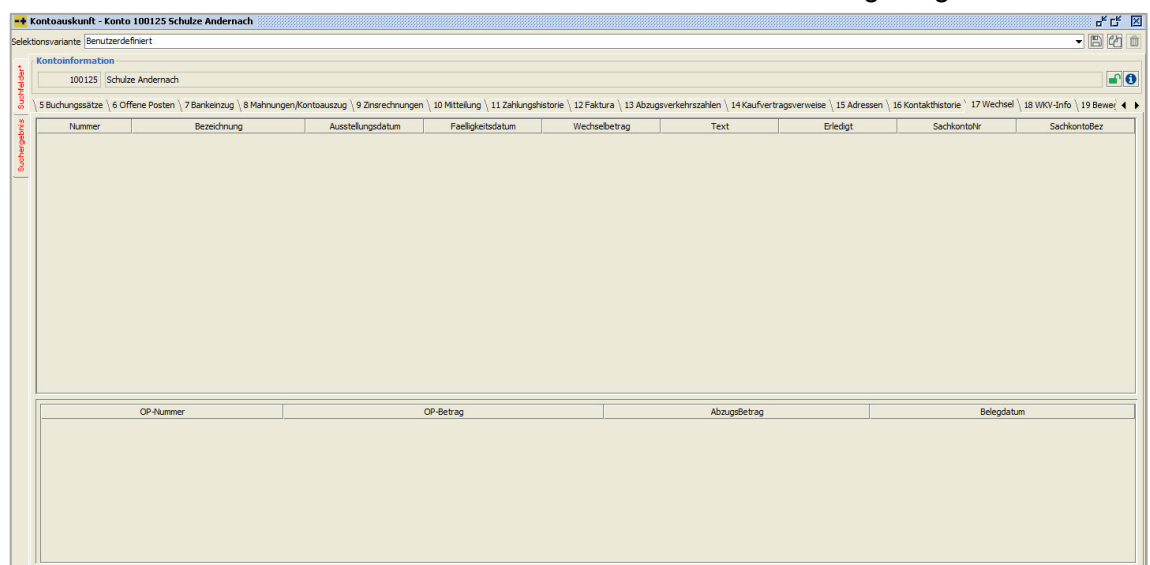 Kontoauskunft - Konto 100125 Schulze Andernach
Selektionsvariante Benutzerdefiniert
Kontoinformation
100125 Schulze Andernach
Suchfelder*
Suchergebnis
5 Buchungssätze 6 Offene Posten 7 Bankeinzug 8 Mahnungen/Kontoauszug 9 Zinsrechnungen 10 Mitteilung 11 Zahlungshistorie 12 Faktura 13 Abzugsverkehrszahlen 14 Kaufvertragsverweise 15 Adressen 16 Kontakthistorie 17 Wechsel 18 WKV-Info 19 Beweg
Nummer Bezeichnung Ausstellungsdatum Faelligkeitsdatum Wechselbetrag Text Erledigt SachkontoNr SachkontoBez
OP-Nummer OP-Betrag AbzugsBetrag Belegdatum